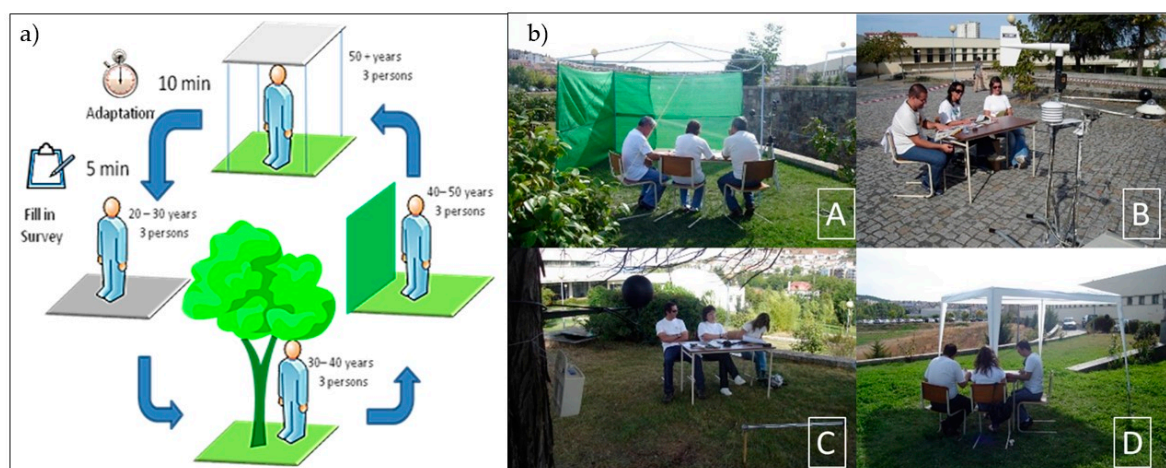 a)
10 min
Adaptation
50 + years
3 persons
5 min
Fill in
Survey
20 – 30 years
3 persons
40 – 50 years
3 persons
30 – 40 years
3 persons
b)
A
B
C
D